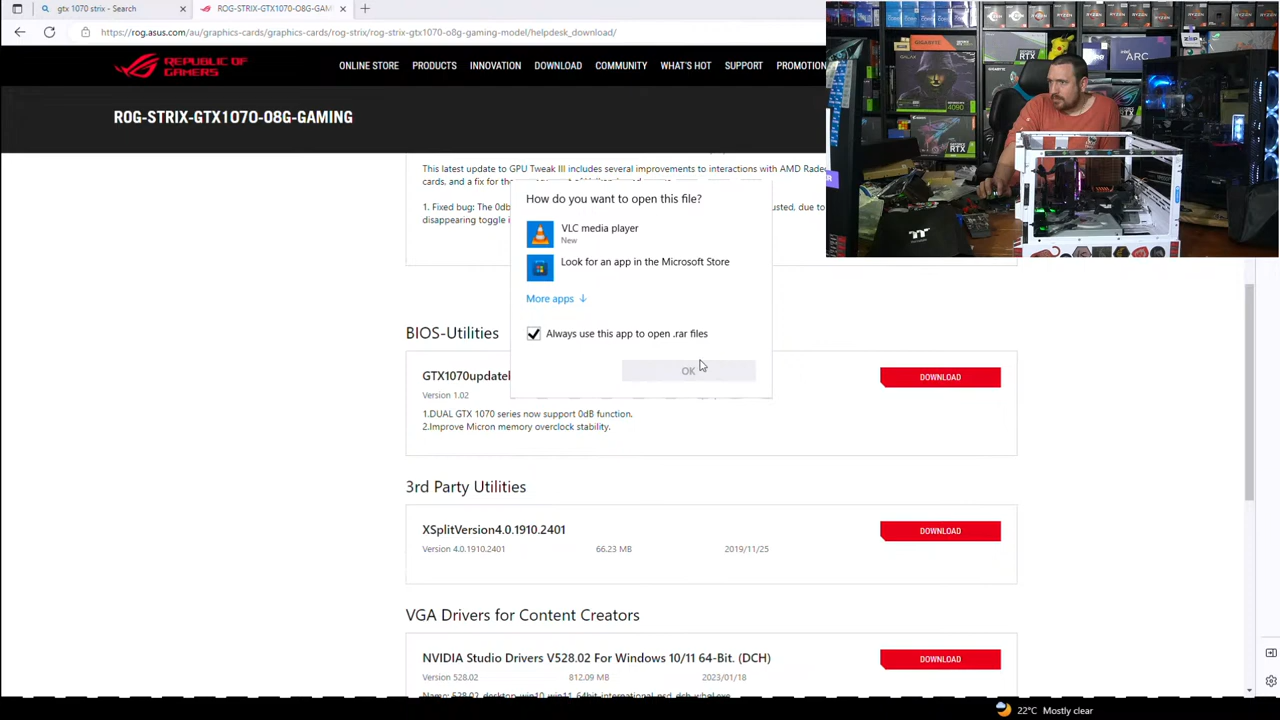 gtx 1070 strix - Search
ROG-STRIX-GTX1070-O8G-GAM
https://rog.asus.com/au/graphics-cards/graphics-cards/rog-strix/rog-strix-gtx1070-o8g-gaming-model/helpdesk_download/
REPUBLIC OF
GAMERS
ONLINE STORE PRODUCTS INNOVATION DOWNLOAD COMMUNITY WHAT'S HOT SUPPORT PROMOTION
ROG-STRIX-GTX1070-O8G-GAMING
This latest update to GPU Tweak III includes several improvements to interactions with AMD Rade
cards, and a fix for the
1. Fixed bug: The 0db
usted, due to
disappearing toggle i
How do you want to open this file?
VLC media player
New
Look for an app in the Microsoft Store
More apps
Always use this app to open .rar files
OK
BIOS-Utilities
GTX1070update
Version 1.02
DOWNLOAD
1.DUAL GTX 1070 series now support 0dB function.
2.Improve Micron memory overclock stability.
3rd Party Utilities
XSplitVersion4.0.1910.2401
Version 4.0.1910.2401 66.23 MB 2019/11/25
DOWNLOAD
VGA Drivers for Content Creators
NVIDIA Studio Drivers V528.02 For Windows 10/11 64-Bit. (DCH)
Version 528.02 812.09 MB 2023/01/18
DOWNLOAD
22°C Mostly clear
GIGABYTE
4090
RTX
ARC
RYZEN